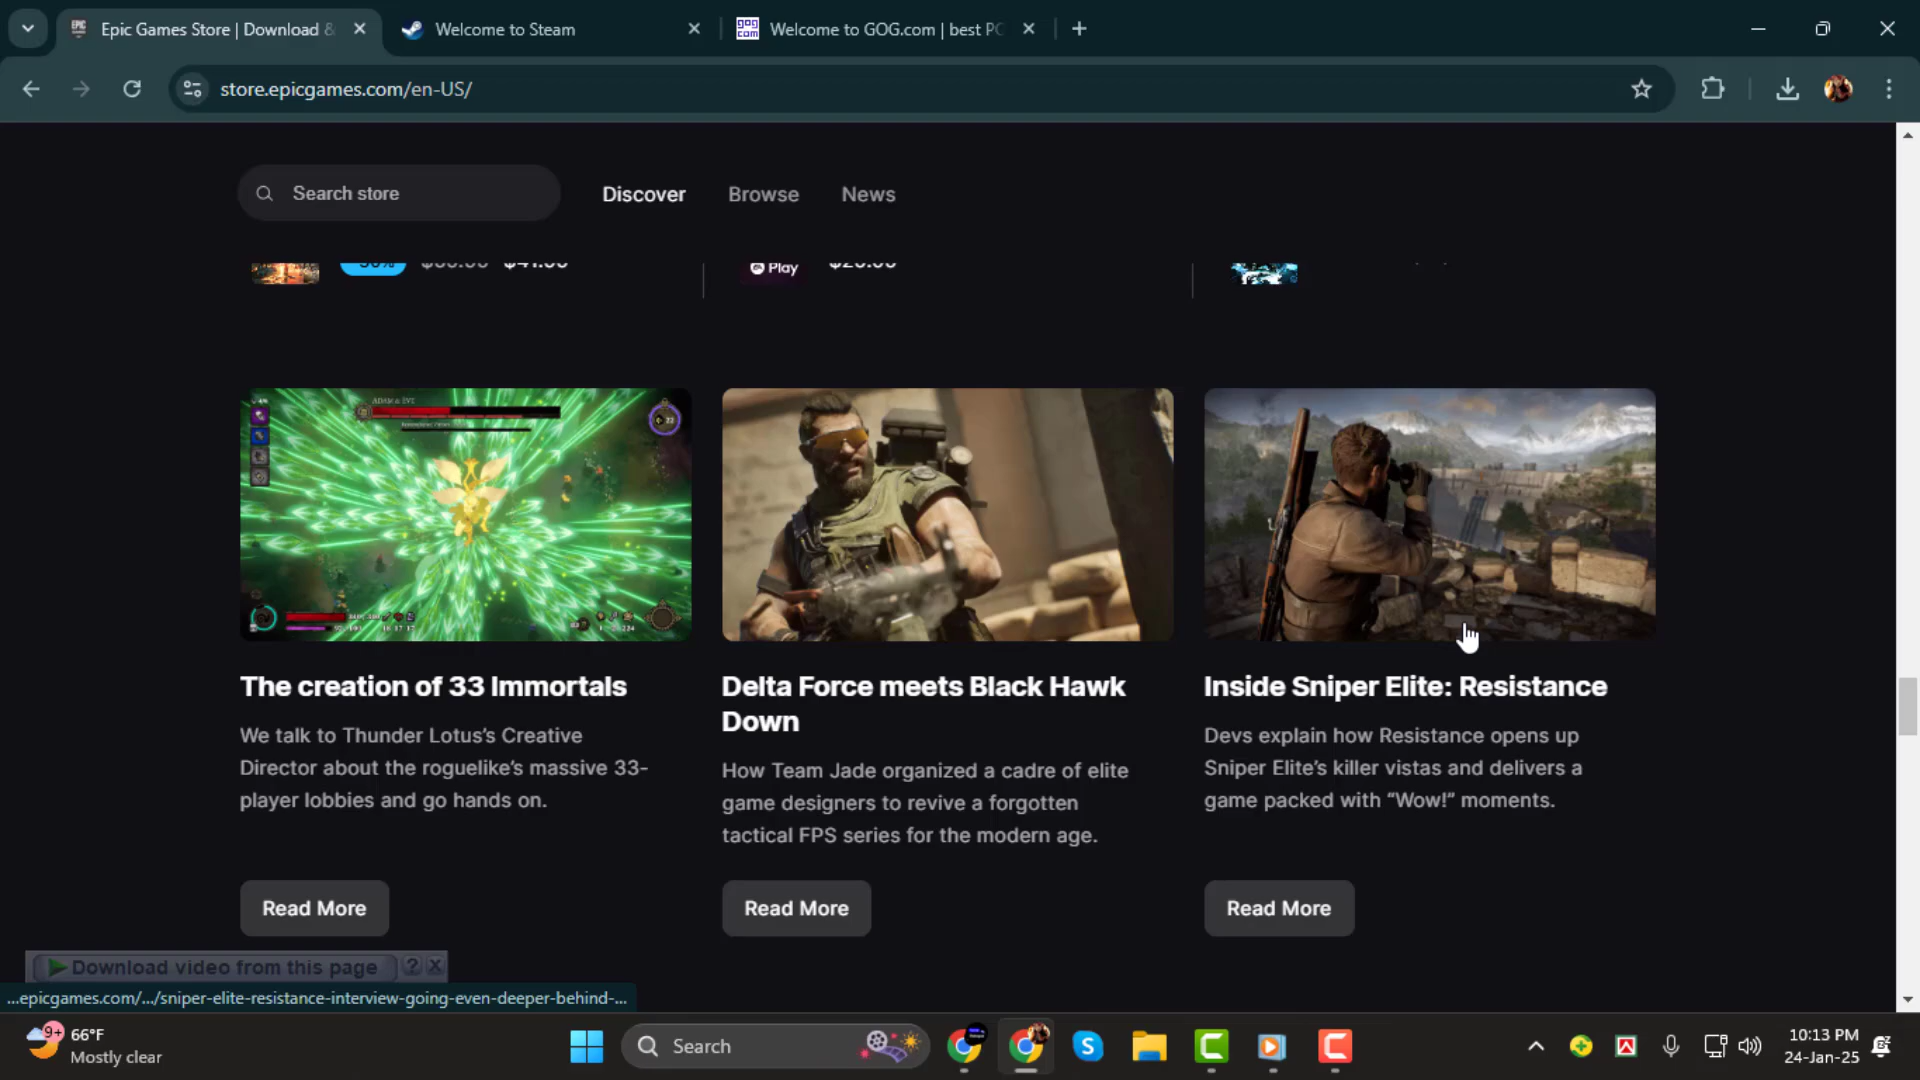 Epic Games Store | Download &
Welcome to Steam
gog
com
Welcome to GOG.com | best PC
store.epicgames.com/en-US/
Search store
Discover
Browse
News
Play
The creation of 33 Immortals
We talk to Thunder Lotus's Creative
Director about the roguelike's massive 33-
player lobbies and go hands on.
Read More
Delta Force meets Black Hawk
Down
How Team Jade organized a cadre of elite
game designers to revive a forgotten
tactical FPS series for the modern age.
Read More
Inside Sniper Elite: Resistance
Devs explain how Resistance opens up
Sniper Elite's killer vistas and delivers a
game packed with “Wow!” moments.
Read More
Download video from this page
...epicgames.com/.../sniper-elite-resistance-interview-going-even-deeper-behind-...
9+
66°F
Mostly clear
Search
10:13 PM
24-Jan-25